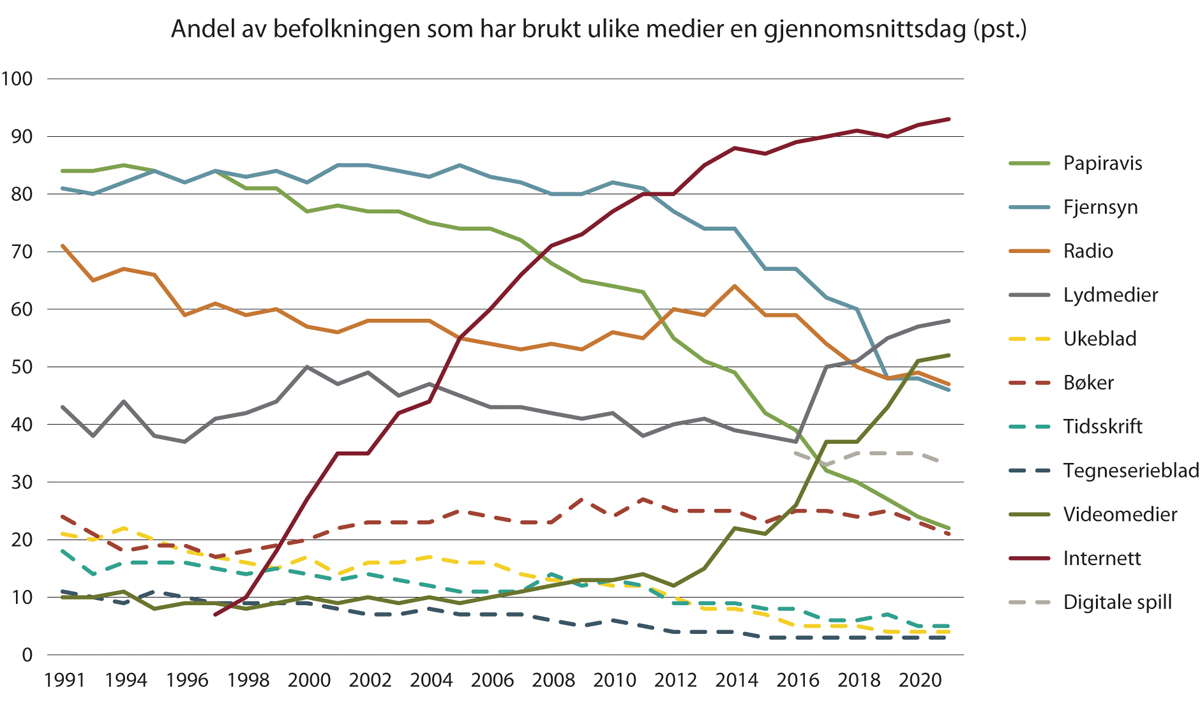 Andel av befolkningen som har brukt ulike medier en gjennomsnittsdag (pst.)
100
90
80
70
60
50
40
30
20
10
0
1991 1994 1996 1998 2000 2002 2004 2006 2008 2010 2012 2014 2016 2018 2020
Papiravis
Fjernsyn
Radio
Lydmedier
Ukeblad
Bøker
Tidsskrift
Tegneserieblad
Videomedier
Internett
Digitale spill